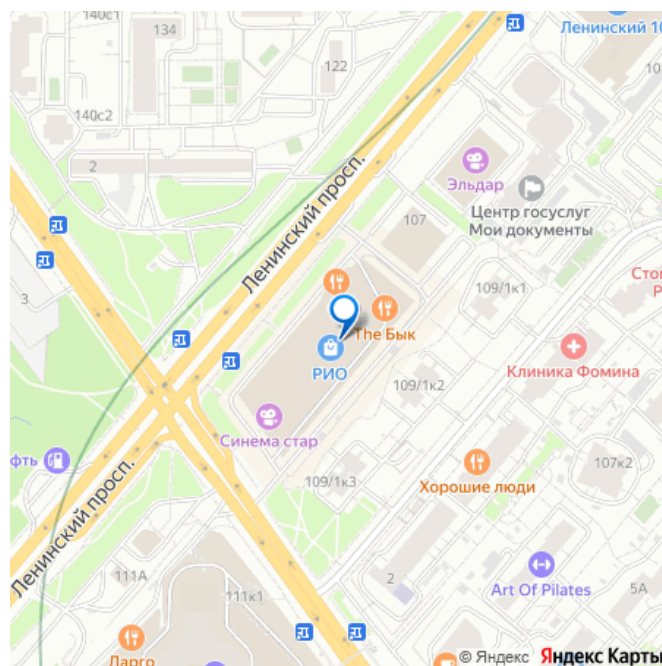 140с1
134
Ленинский 10
122
10
140с2
2
Эльдар
Ленинский просп.
107
Центр госуслуг
Мои документы
3
109/1к1
The Бык
Клиника Фомина
РИО
109/1к2
Синема стар
фть
107к2
109/1к3
Хорошие люди
Ленинский просп.
111А
2
Art Of Pilates
5А
111к1
Ларго
© Яндекс Яндекс Карты